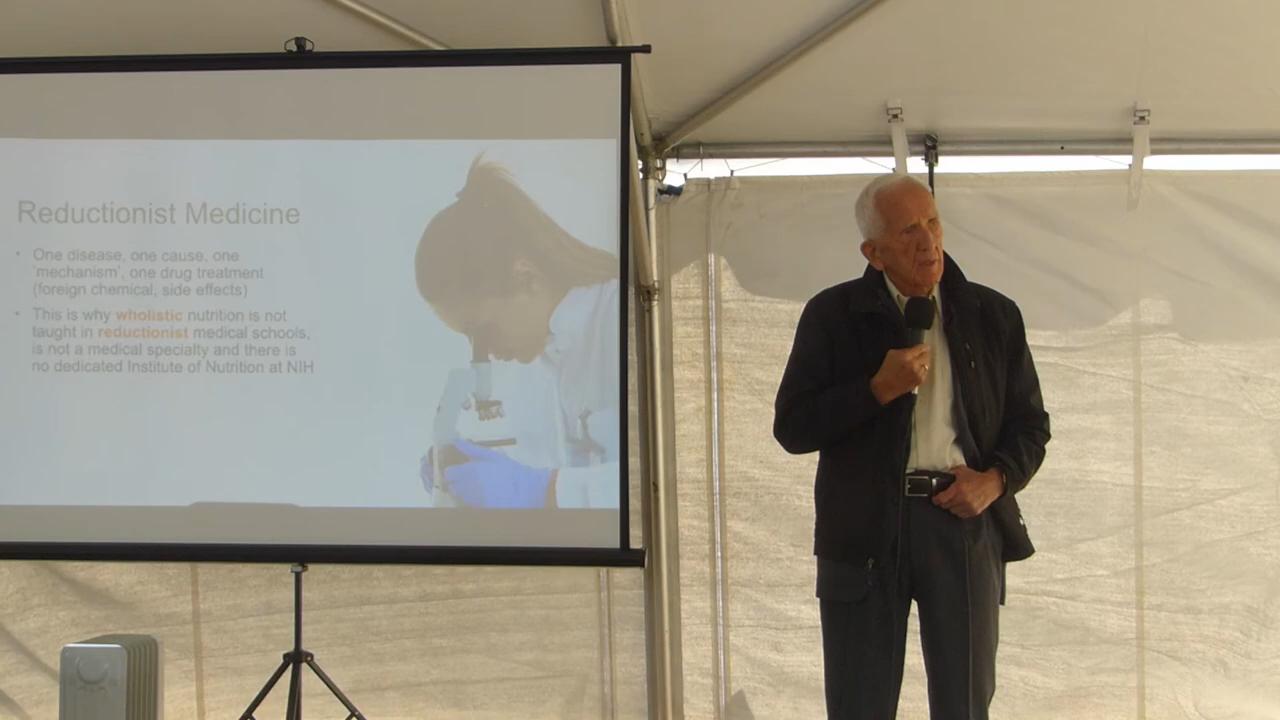 Reductionist Medicine
• One disease, one cause, one
'mechanism', one drug treatment
(foreign chemical, side effects)
• This is why wholistic nutrition is not
taught in reductionist medical schools,
is not a medical specialty and there is
no dedicated Institute of Nutrition at NIH